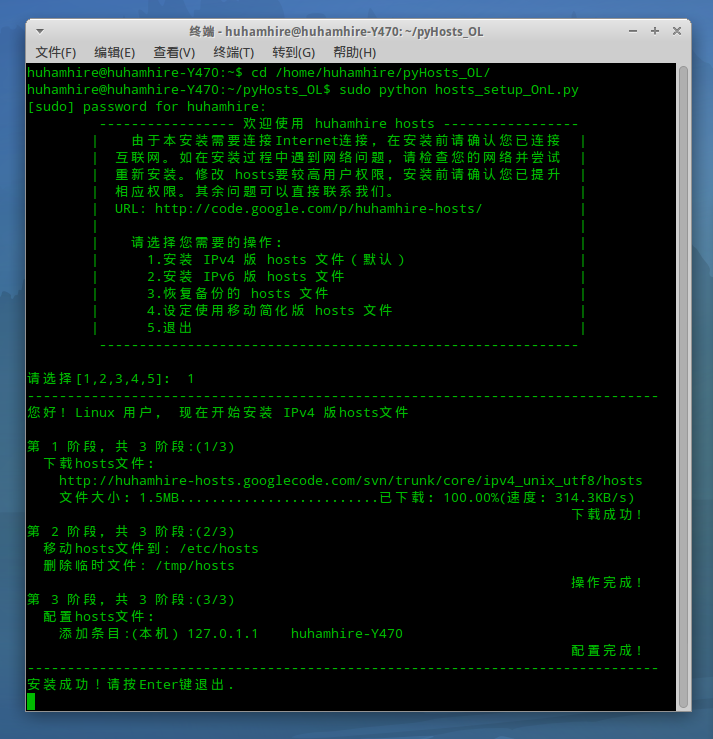 终端 - huhamhire@huhamhire-Y470: ~/pyHosts_OL
文件(F) 编辑(E) 查看(V) 终端(T) 转到(G) 帮助(H)
huhamhire@huhamhire-Y470:~$ cd /home/huhamhire/pyHosts_OL/
huhamhire@huhamhire-Y470:~/pyHosts_OL$ sudo python hosts_setup_OnL.py
[sudo] password for huhamhire:
----------------- 欢迎使用 huhamhire hosts -----------------
| 由于本安装需要连接Internet连接，在安装前请确认您已连接 |
| 互联网。如在安装过程中遇到网络问题，请检查您的网络并尝试 |
| 重新安装。修改 hosts要较高用户权限，安装前请确认您已提升 |
| 相应权限。其余问题可以直接联系我们。 |
| URL: http://code.google.com/p/huhamhire-hosts/ |
| |
| 请选择您需要的操作: |
| 1.安装 IPv4 版 hosts 文件(默认) |
| 2.安装 IPv6 版 hosts 文件 |
| 3.恢复备份的 hosts 文件 |
| 4.设定使用移动简化版 hosts 文件 |
| 5.退出 |
------------------------------------------------------------
请选择[1,2,3,4,5]: 1
-------------------------------------------------------------------------------
您好! Linux 用户， 现在开始安装 IPv4 版hosts文件
第 1 阶段，共 3 阶段:(1/3)
下载hosts文件:
http://huhamhire-hosts.googlecode.com/svn/trunk/core/ipv4_unix_utf8/hosts
文件大小: 1.5MB.........................已下载: 100.00%(速度: 314.3KB/s)
下载成功!
第 2 阶段，共 3 阶段:(2/3)
移动hosts文件到: /etc/hosts
删除临时文件: /tmp/hosts
操作完成!
第 3 阶段，共 3 阶段:(3/3)
配置hosts文件:
添加条目:(本机) 127.0.1.1 huhamhire-Y470
配置完成!
-------------------------------------------------------------------------------
安装成功!请按Enter键退出.